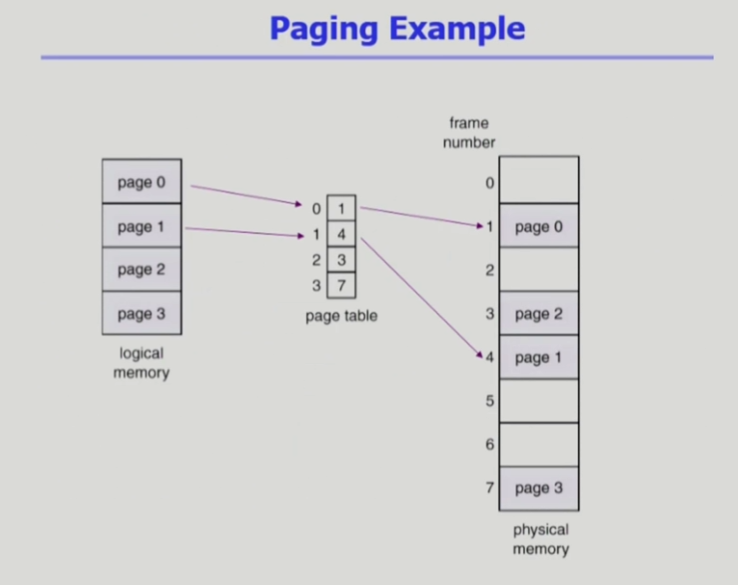 Paging Example
page 0
page 1
page 2
page 3
logical
memory
0 1
1 4
2 3
3 7
page table
frame
number
0
1 page 0
2
3 page 2
4 page 1
5
6
7 page 3
physical
memory